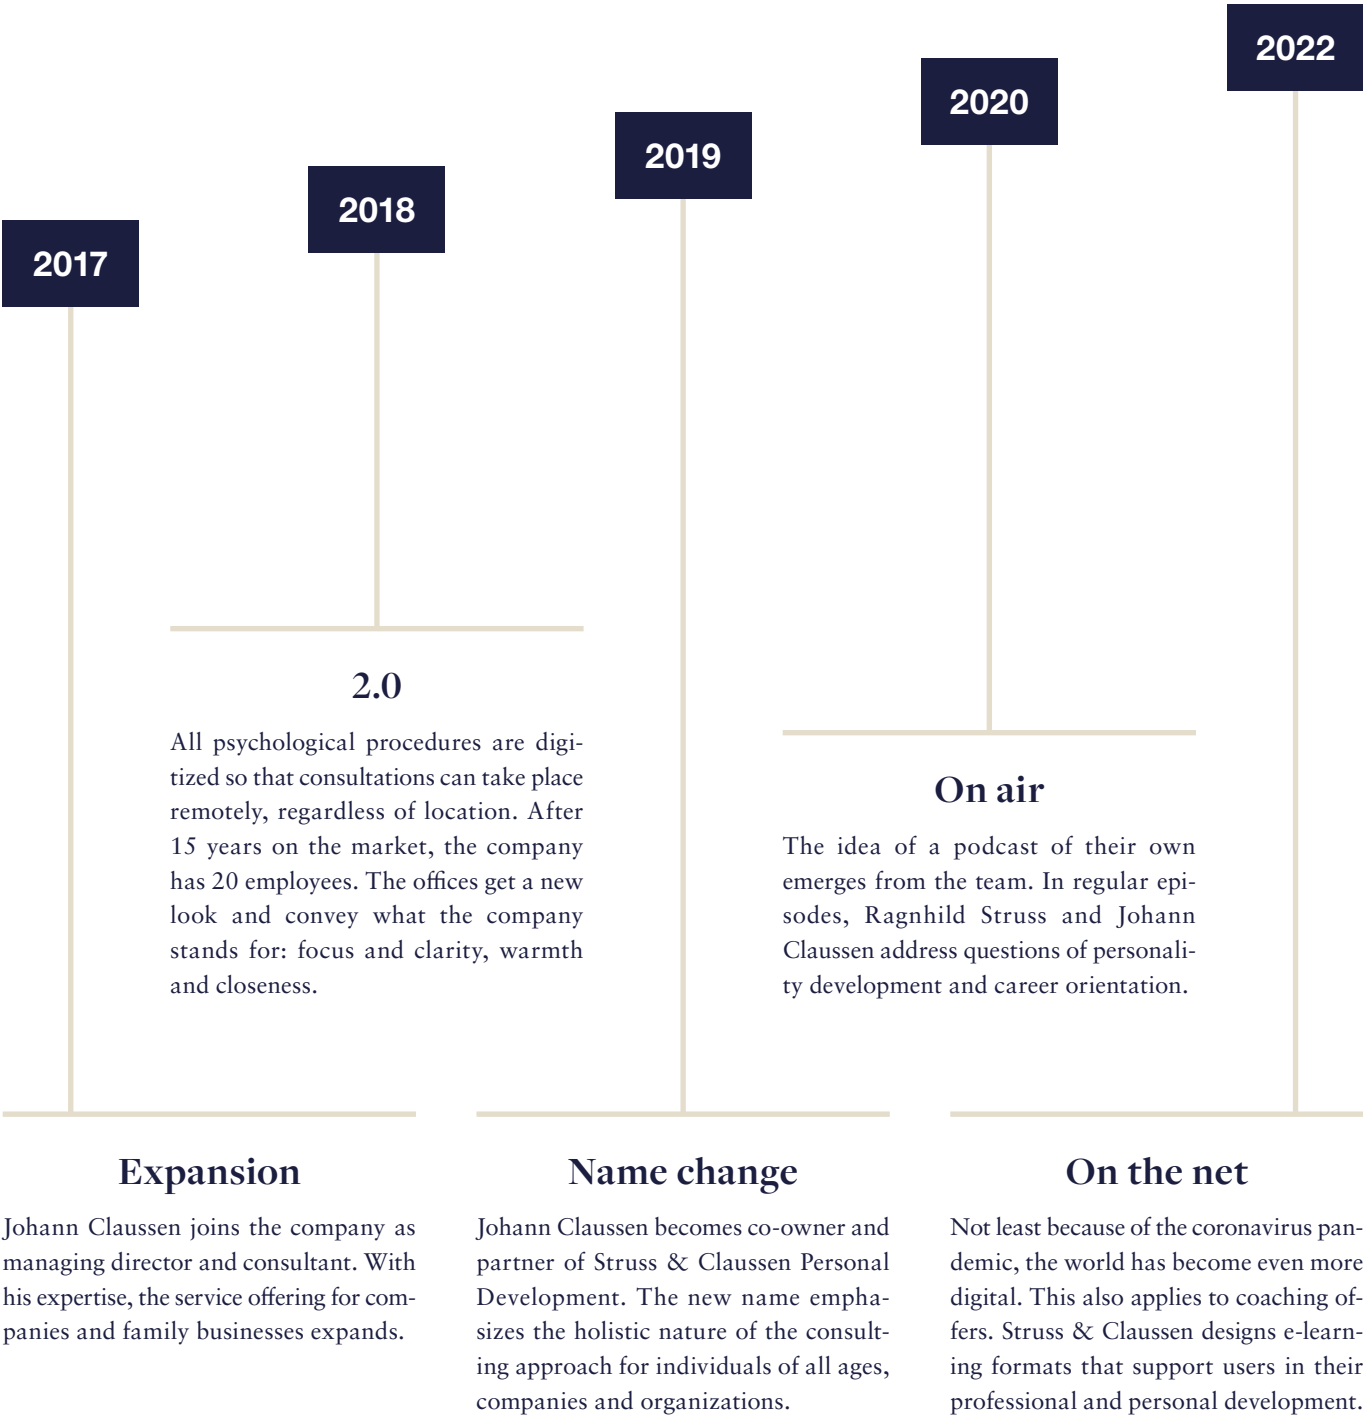 2017
2018
2019
2020
2022
2.0
All psychological procedures are digi-
tized so that consultations can take place
remotely, regardless of location. After
15 years on the market, the company
has 20 employees. The offices get a new
look and convey what the company
stands for: focus and clarity, warmth
and closeness.
On air
The idea of a podcast of their own
emerges from the team. In regular epi-
sodes, Ragnhild Struss and Johann
Claussen address questions of personali-
ty development and career orientation.
Expansion
Johann Claussen joins the company as
managing director and consultant. With
his expertise, the service offering for com-
panies and family businesses expands.
Name change
Johann Claussen becomes co-owner and
partner of Struss & Claussen Personal
Development. The new name empha-
sizes the holistic nature of the consult-
ing approach for individuals of all ages,
companies and organizations.
On the net
Not least because of the coronavirus pan-
demic, the world has become even more
digital. This also applies to coaching of-
fers. Struss & Claussen designs e-learn-
ing formats that support users in their
professional and personal development.